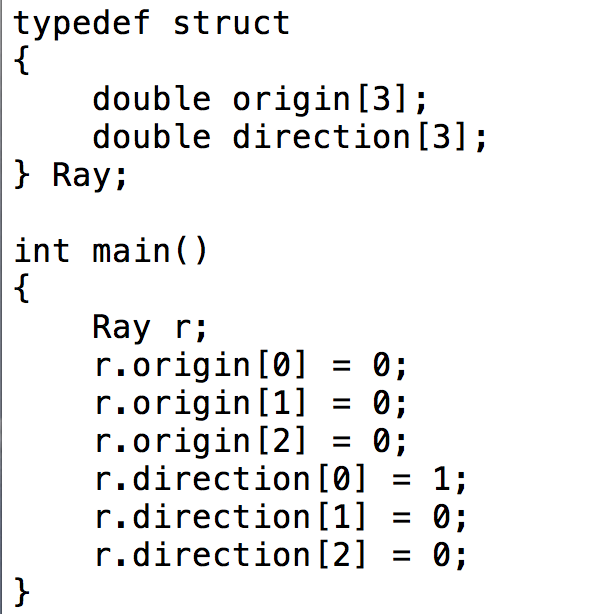 typedef struct
{
    double origin[3];
    double direction[3];
} Ray;

int main()
{
    Ray r;
    r.origin[0] = 0;
    r.origin[1] = 0;
    r.origin[2] = 0;
    r.direction[0] = 1;
    r.direction[1] = 0;
    r.direction[2] = 0;
}